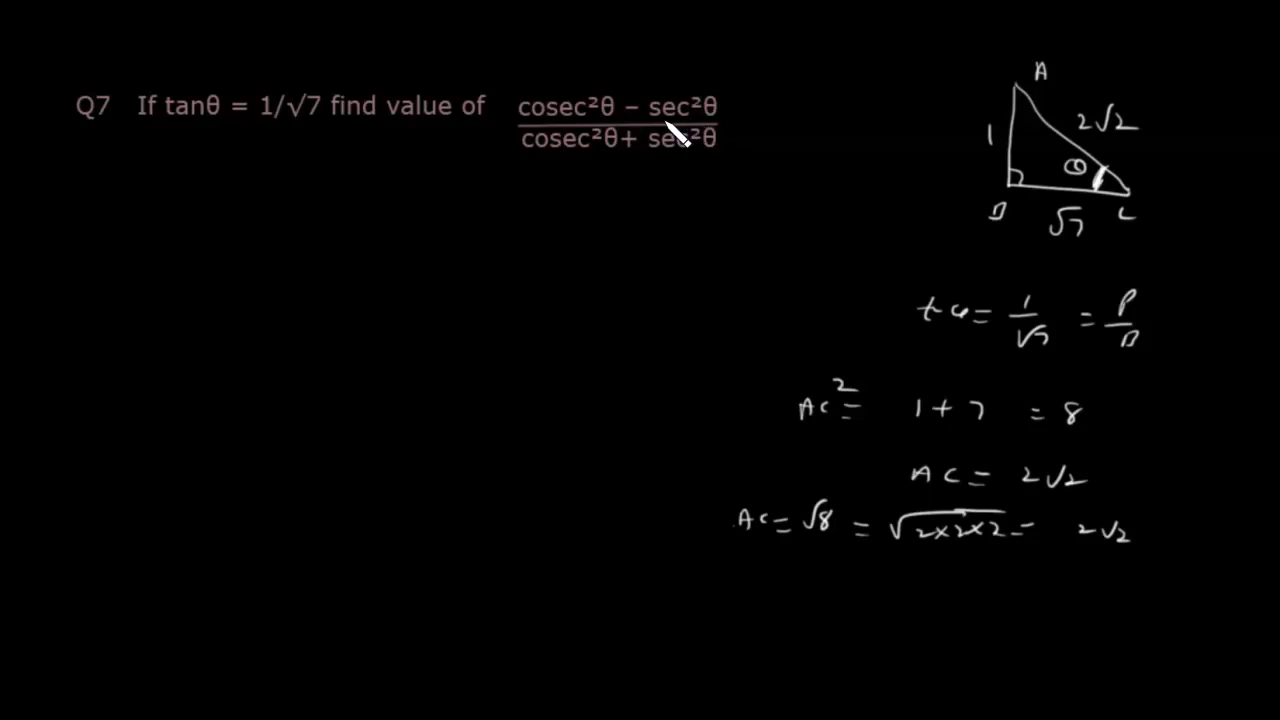 Q7 If tanθ = 1/√7 find value of cosec²θ – sec²θ
cosec²θ+ sec²θ
A
1
2√2
θ
B
√7
C
= 1/√7 = P/B
AC² = 1 + 7 = 8
AC = 2√2
AC = √8 = √2×2×2 = 2√2